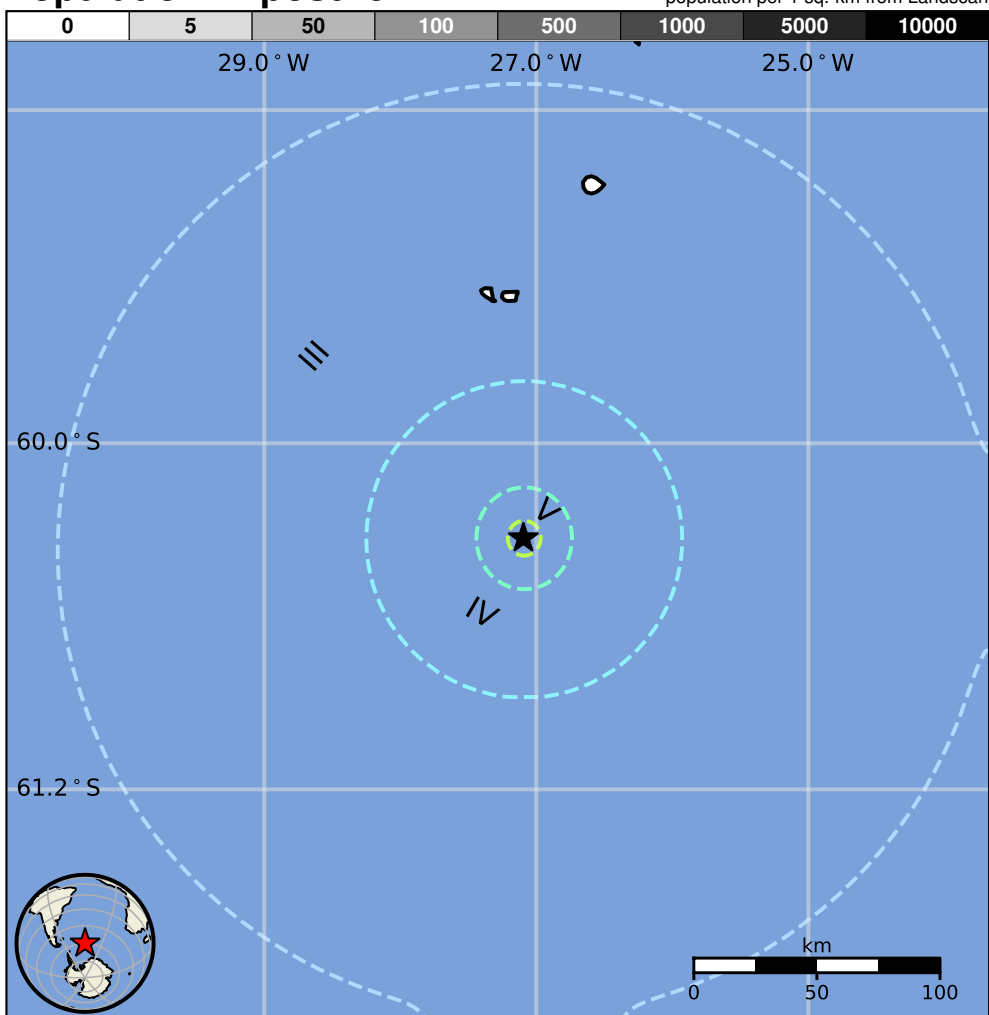 population per 1 sq. km from Landscan
0 5 50 100 500 1000 5000 10000
29.0°W 27.0°W 25.0°W
III
60.0°S
V
IV
61.2°S
km
0 50 100